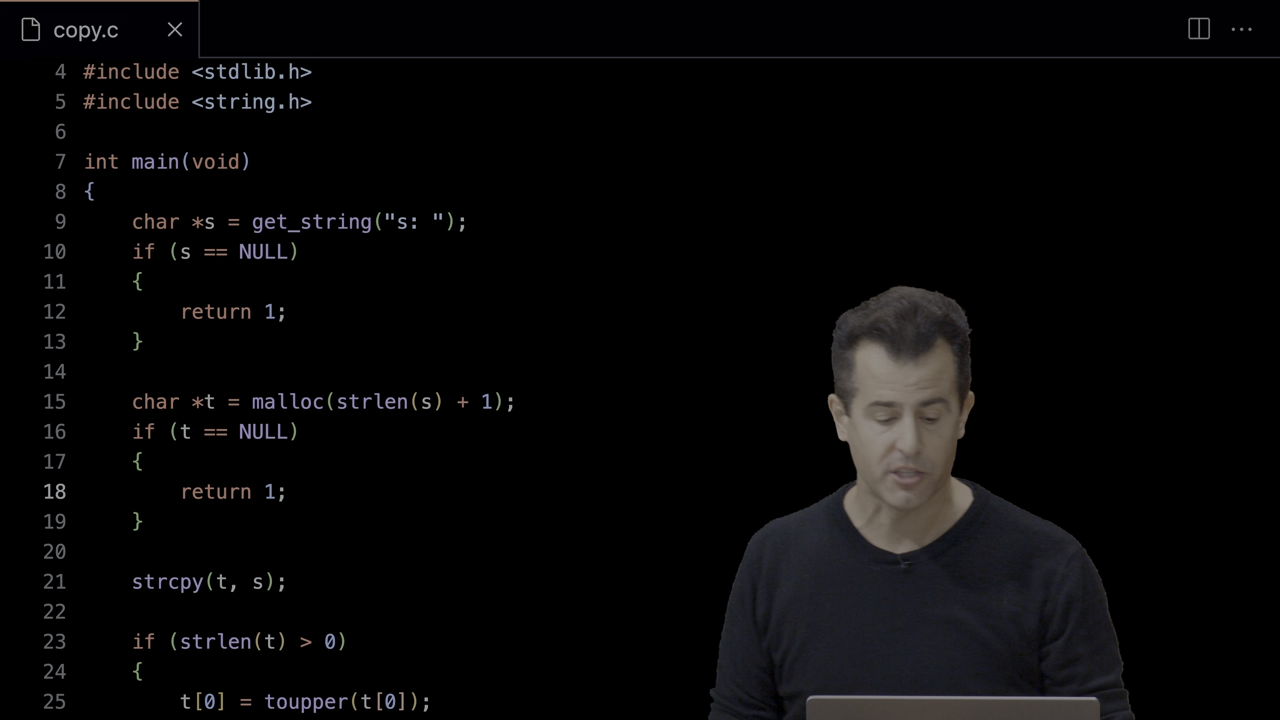 copy.c
4 #include <stdlib.h>
5 #include <string.h>
6
7 int main(void)
8 {
9 char *s = get_string("s: ");
10 if (s == NULL)
11 {
12 return 1;
13 }
14
15 char *t = malloc(strlen(s) + 1);
16 if (t == NULL)
17 {
18 return 1;
19 }
20
21 strcpy(t, s);
22
23 if (strlen(t) > 0)
24 {
25 t[0] = toupper(t[0]);